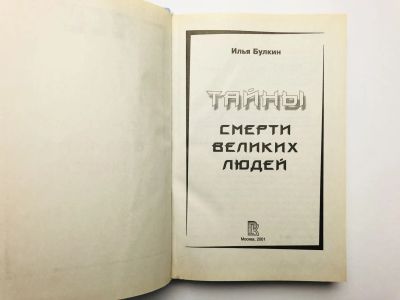 Илья Булкин
ТАЙНЫ
СМЕРТИ
ВЕЛИКИХ
ЛЮДЕЙ
Москва, 2001